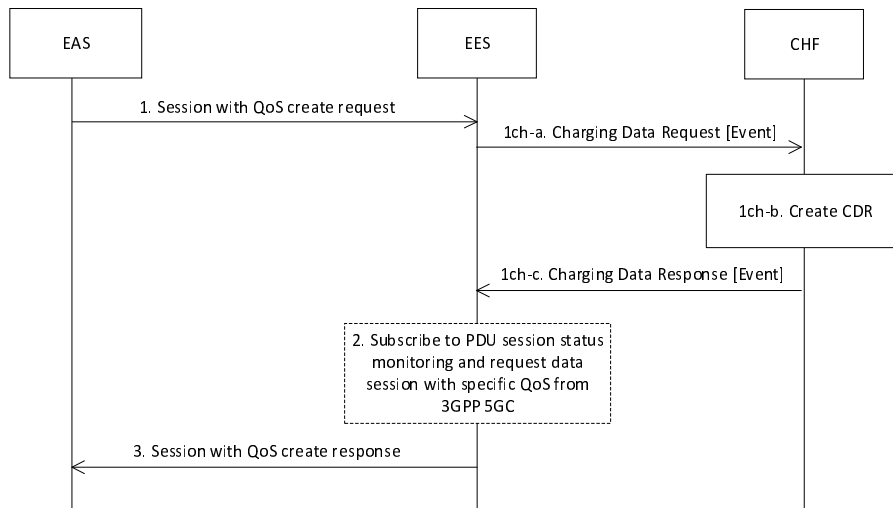 EAS
EES
CHF
1. Session with QoS create request
1ch-a. Charging Data Request [Event]
1ch-b. Create CDR
1ch-c. Charging Data Response [Event]
2. Subscribe to PDU session status
monitoring and request data
session with specific QoS from
3GPP 5GC
3. Session with QoS create response